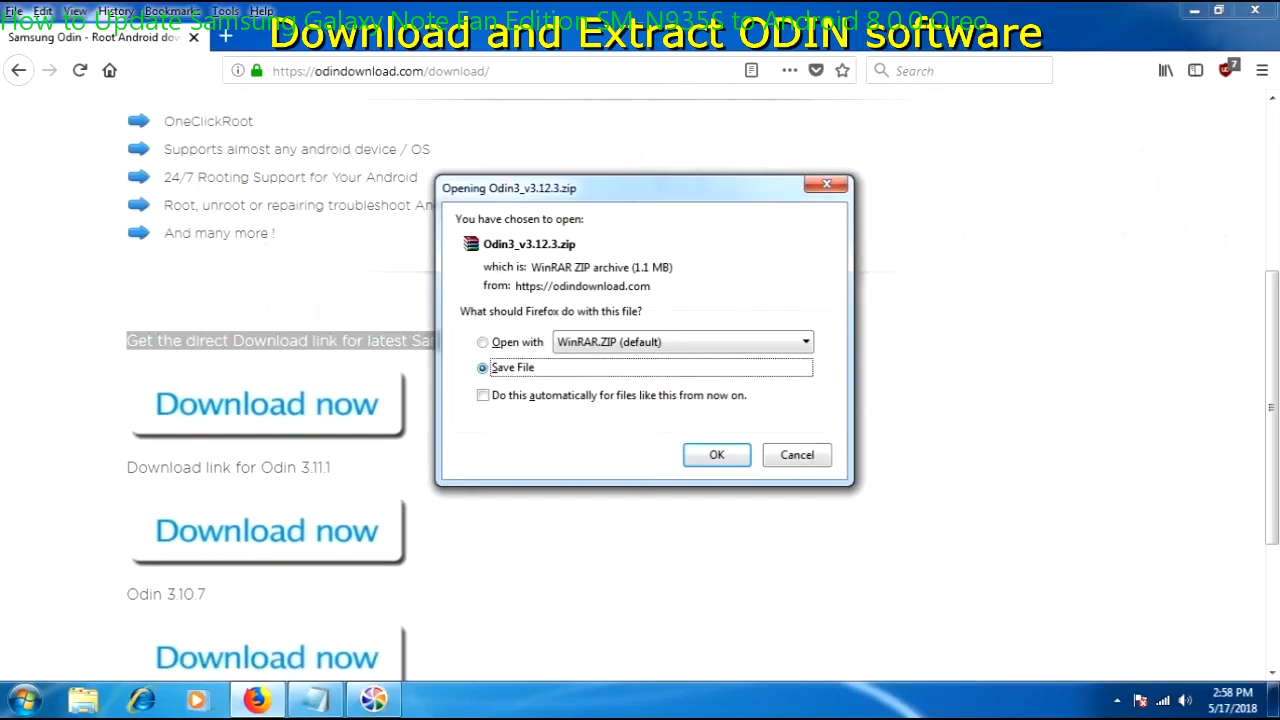 How to Update Samsung Galaxy Note Fan Edition SM-N935S to Android 8.0.0 Oreo
Download and Extract ODIN software
File Edit View History Bookmarks Tools Help
Samsung Odin - Root Android dow
https://odindownload.com/download/
Search
7
OneClickRoot
Supports almost any android device / OS
24/7 Rooting Support for Your Android
Root, unroot or repairing troubleshoot An
And many more !
Get the direct Download link for latest Sa
Download now
Download link for Odin 3.11.1
Download now
Odin 3.10.7
Download now
Opening Odin3_v3.12.3.zip
You have chosen to open:
Odin3_v3.12.3.zip
which is: WinRAR ZIP archive (1.1 MB)
from: https://odindownload.com
What should Firefox do with this file?
Open with WinRAR.ZIP (default)
Save File
Do this automatically for files like this from now on.
OK Cancel
2:58 PM
5/17/2018